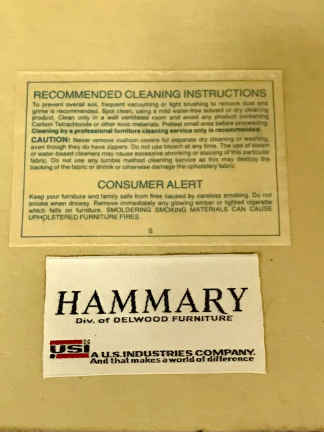 RECOMMENDED CLEANING INSTRUCTIONS
To prevent overall soil, frequent vacuuming or light brushing to remove dust and
grime is recommended. Spot clean, using a mild water-free solvent or dry cleaning
product. Clean only in a well ventilated room and avoid any product containing
Carbon Tetrachloride or other toxic materials. Pretest small area before proceeding.
Cleaning by a professional furniture cleaning service only is recommended.
CAUTION: Never remove cushion covers for separate dry cleaning or washing,
even though they do have zippers. Do not use bleach at any time. The use of steam
or water-based cleaners may cause excessive shrinking or staining of this particular
fabric. Do not use any tumble method cleaning service as this may destroy the
backing of the fabric or shrink or otherwise damage the upholstery fabric.
CONSUMER ALERT
Keep your furniture and family safe from fires caused by careless smoking. Do not
smoke when drowsy. Remove immediately any glowing ember or lighted cigarette
which falls on furniture. SMOLDERING SMOKING MATERIALS CAN CAUSE
UPHOLSTERED FURNITURE FIRES.
HAMMARY
Div. of DELWOOD FURNITURE
USI
A U.S. INDUSTRIES COMPANY.
And that makes a world of difference